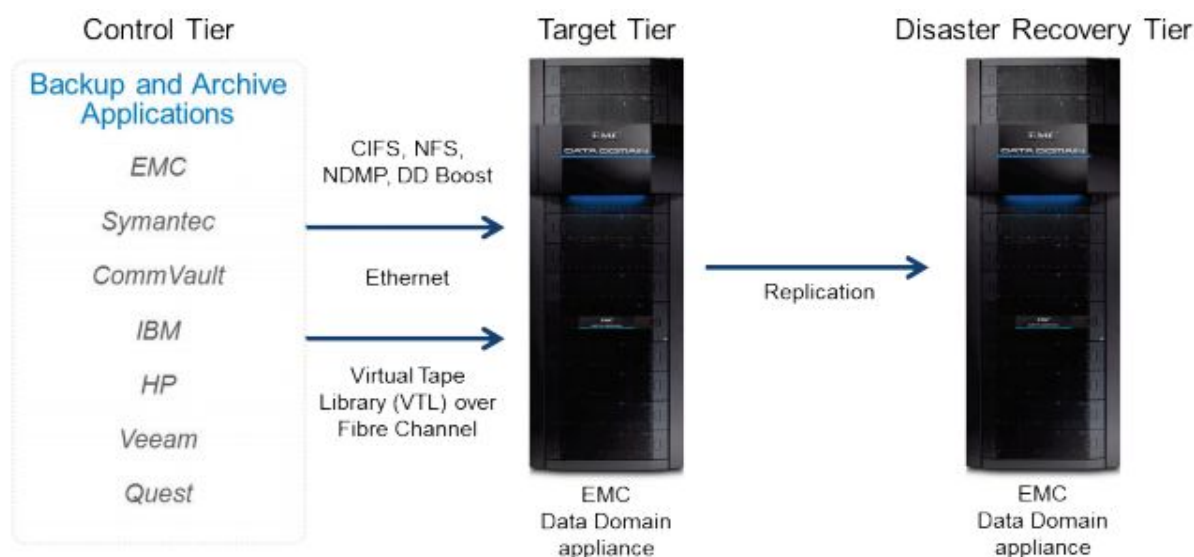 Control Tier
Backup and Archive
Applications
EMC
Symantec
CommVault
IBM
HP
Veeam
Quest
CIFS, NFS,
NDMP, DD Boost
Ethernet
Virtual Tape
Library (VTL) over
Fibre Channel
Target Tier
EMC
DATA DOMAIN
EMC
Data Domain
appliance
Replication
Disaster Recovery Tier
EMC
DATA DOMAIN
EMC
Data Domain
appliance